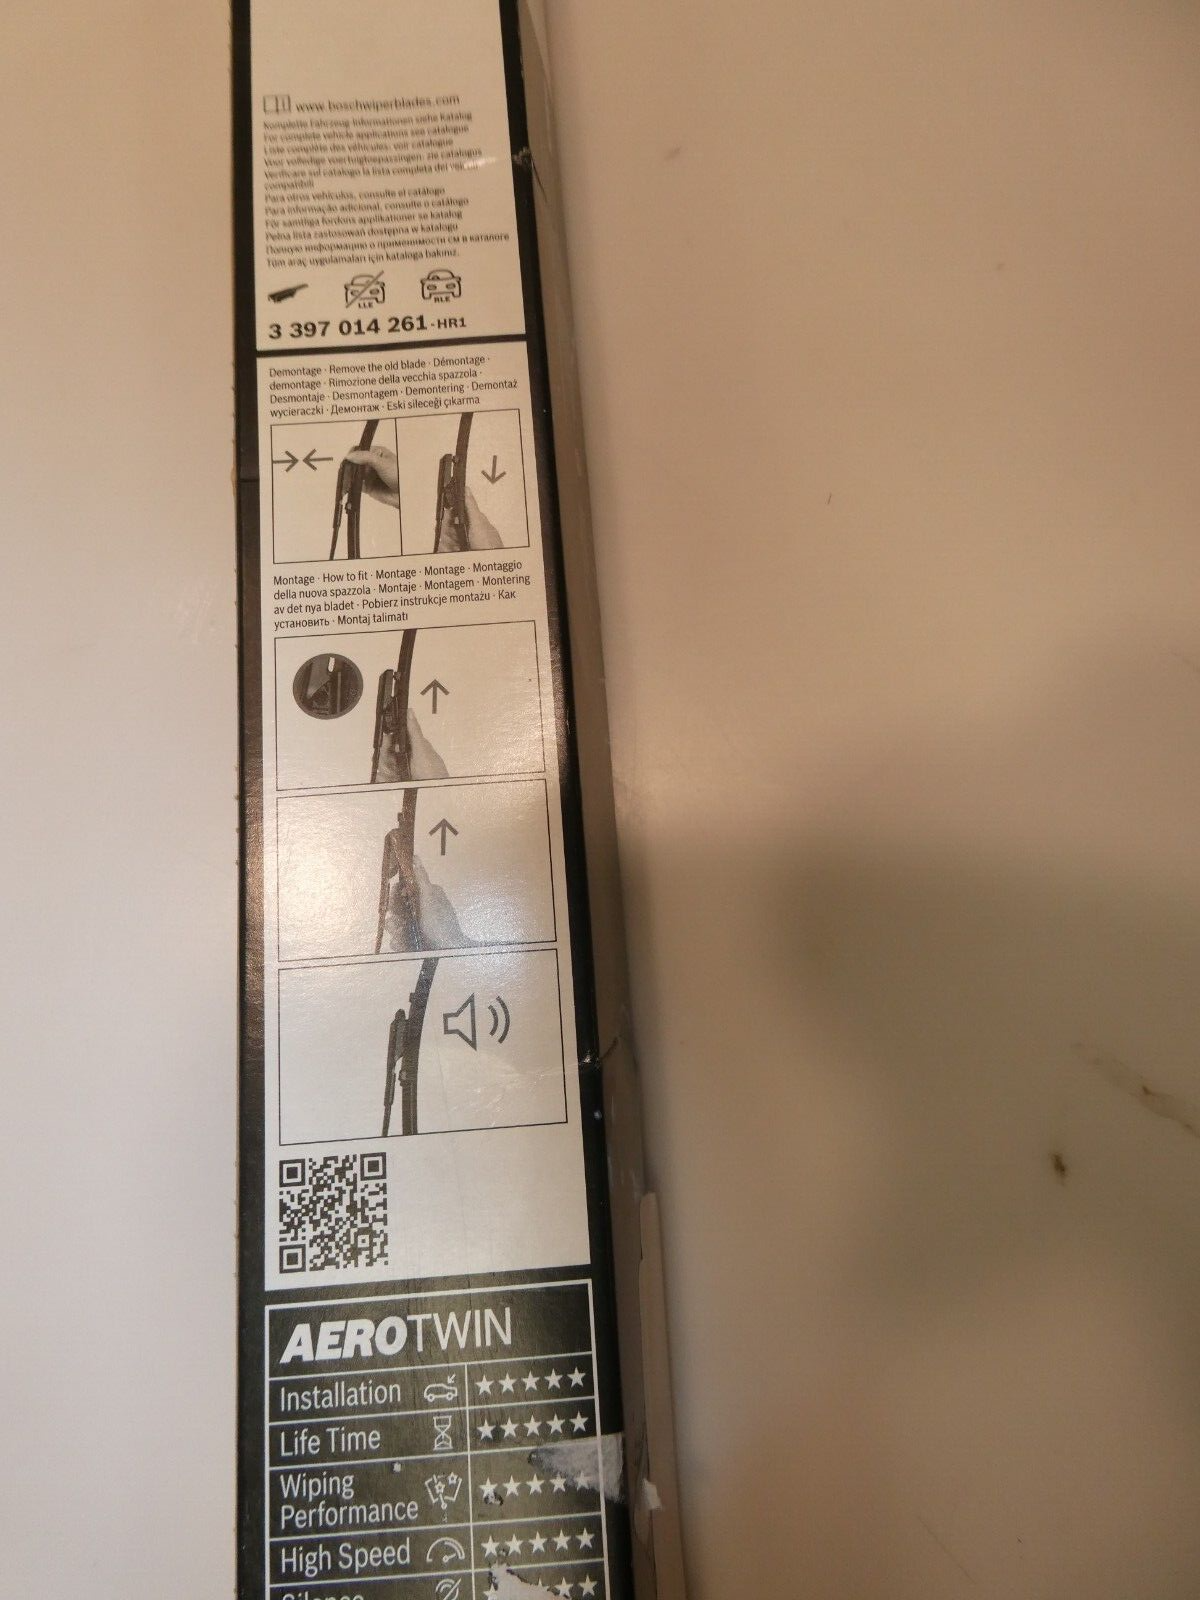 www.boschwiperblades.com
Komplette Fahrzeug-Informationen siehe Katalog
For complete vehicle applications see catalogue
Liste complète des véhicules: voir catalogue
Voor volledige voertuigtoepassingen: zie catalogus
Verificare sul catalogo la lista completa dei
compatibili
Para otros vehículos, consulte el catálogo
Para informação adicional, consulte o catálogo
För samtliga fordons applikationer se katalog
Pełna lista zastosowań dostępna w katalogu
Полную информацию о применимости см в каталоге
Tüm araç uygulamaları için kataloga bakınız.
LLE RLE
3 397 014 261-HR1
Demontage · Remove the old blade · Démontage ·
demontage · Rimozione della vecchia spazzola ·
Desmontaje · Desmontagem · Demontering · Demontaż
wycieraczki · Демонтаж · Eski sileceği çıkarma
Montage · How to fit · Montage · Montage · Montaggio
della nuova spazzola · Montaje · Montagem · Montering
av det nya bladet · Pobierz instrukcje montażu · Как
установить · Montaj talimatı
AEROTWIN
Installation ★★★★★
Life Time ★★★★★
Wiping
Performance ★★★★★
High Speed ★★★★★
Silence ★★★★★